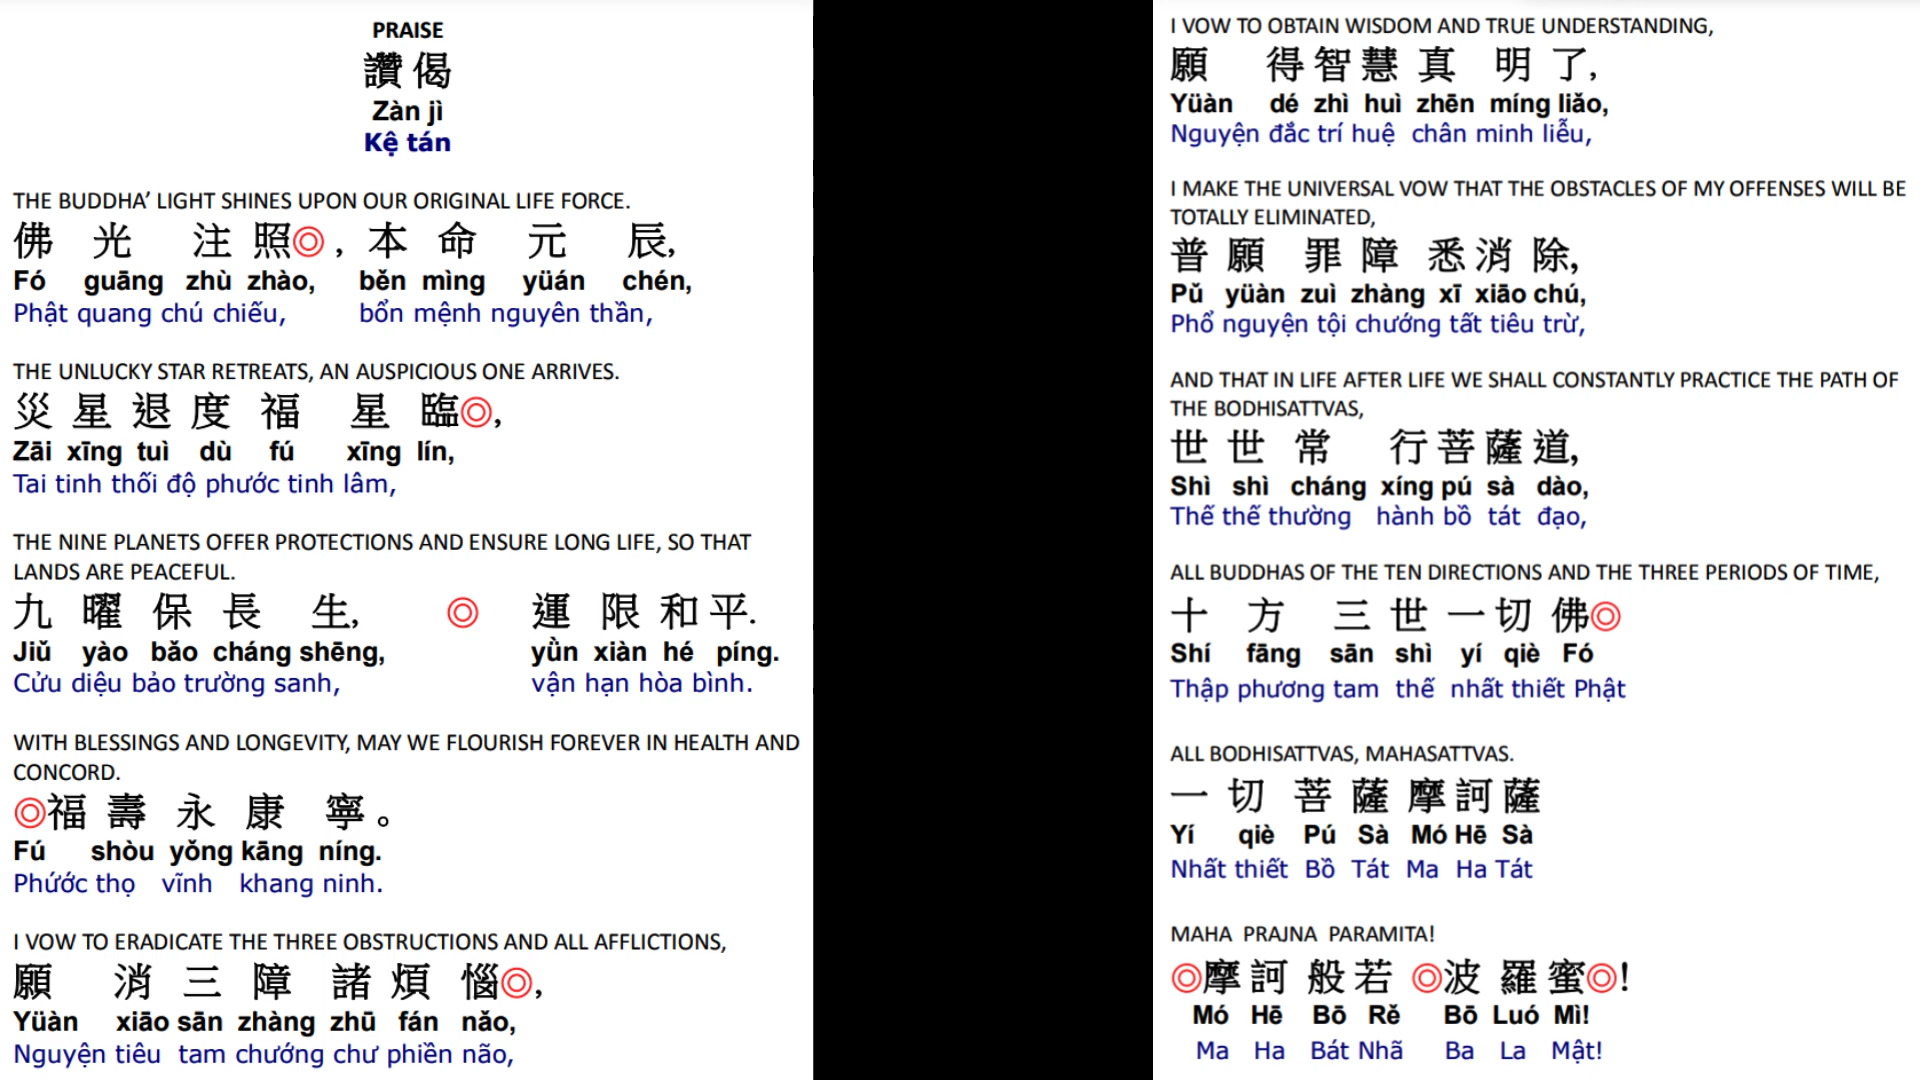 PRAISE
讚偈
Zàn jì
Kệ tán
THE BUDDHA’ LIGHT SHINES UPON OUR ORIGINAL LIFE FORCE.
佛 光 注 照◎, 本 命 元 辰,
Fó guāng zhù zhào, běn mìng yüán chén,
Phật quang chú chiếu, bổn mệnh nguyên thần,
THE UNLUCKY STAR RETREATS, AN AUSPICIOUS ONE ARRIVES.
災 星 退 度 福 星 臨◎,
Zāi xīng tuì dù fú xīng lín,
Tai tinh thối độ phước tinh lâm,
THE NINE PLANETS OFFER PROTECTIONS AND ENSURE LONG LIFE, SO THAT
LANDS ARE PEACEFUL.
九 曜 保 長 生, ◎ 運 限 和 平.
Jiǔ yào bǎo cháng shēng, yǜn xiàn hé píng.
Cửu diệu bảo trường sanh, vận hạn hòa bình.
WITH BLESSINGS AND LONGEVITY, MAY WE FLOURISH FOREVER IN HEALTH AND
CONCORD.
◎福 壽 永 康 寧。
Fú shòu yǒng kāng níng.
Phứớc thọ vĩnh khang ninh.
I VOW TO ERADICATE THE THREE OBSTRUCTIONS AND ALL AFFLICTIONS,
願 消 三 障 諸 煩 惱◎,
Yüàn xiāo sān zhàng zhū fán nǎo,
Nguyện tiêu tam chướng chư phiền não,
I VOW TO OBTAIN WISDOM AND TRUE UNDERSTANDING,
願 得 智 慧 真 明 了,
Yüàn dé zhì huì zhēn míng liǎo,
Nguyện đắc trí huệ chân minh liễu,
I MAKE THE UNIVERSAL VOW THAT THE OBSTACLES OF MY OFFENSES WILL BE
TOTALLY ELIMINATED,
普 願 罪 障 悉 消 除,
Pǔ yüàn zuì zhàng xī xiāo chú,
Phổ nguyện tội chướng tất tiêu trừ,
AND THAT IN LIFE AFTER LIFE WE SHALL CONSTANTLY PRACTICE THE PATH OF
THE BODHISATTVAS,
世 世 常 行 菩 薩 道,
Shì shì cháng xíng pú sà dào,
Thế thế thường hành bồ tát đạo,
ALL BUDDHAS OF THE TEN DIRECTIONS AND THE THREE PERIODS OF TIME,
十 方 三 世 一 切 佛◎
Shí fāng sān shì yí qiè Fó
Thập phương tam thế nhất thiết Phật
ALL BODHISATTVAS, MAHASATTVAS.
一 切 菩 薩 摩 訶 薩
Yí qiè Pú Sà Mó Hē Sà
Nhất thiết Bồ Tát Ma Ha Tát
MAHA PRAJNA PARAMITA!
◎摩 訶 般 若 ◎波 羅 蜜◎!
Mó Hē Bō Rě Bō Luó Mì!
Ma Ha Bát Nhã Ba La Mật!